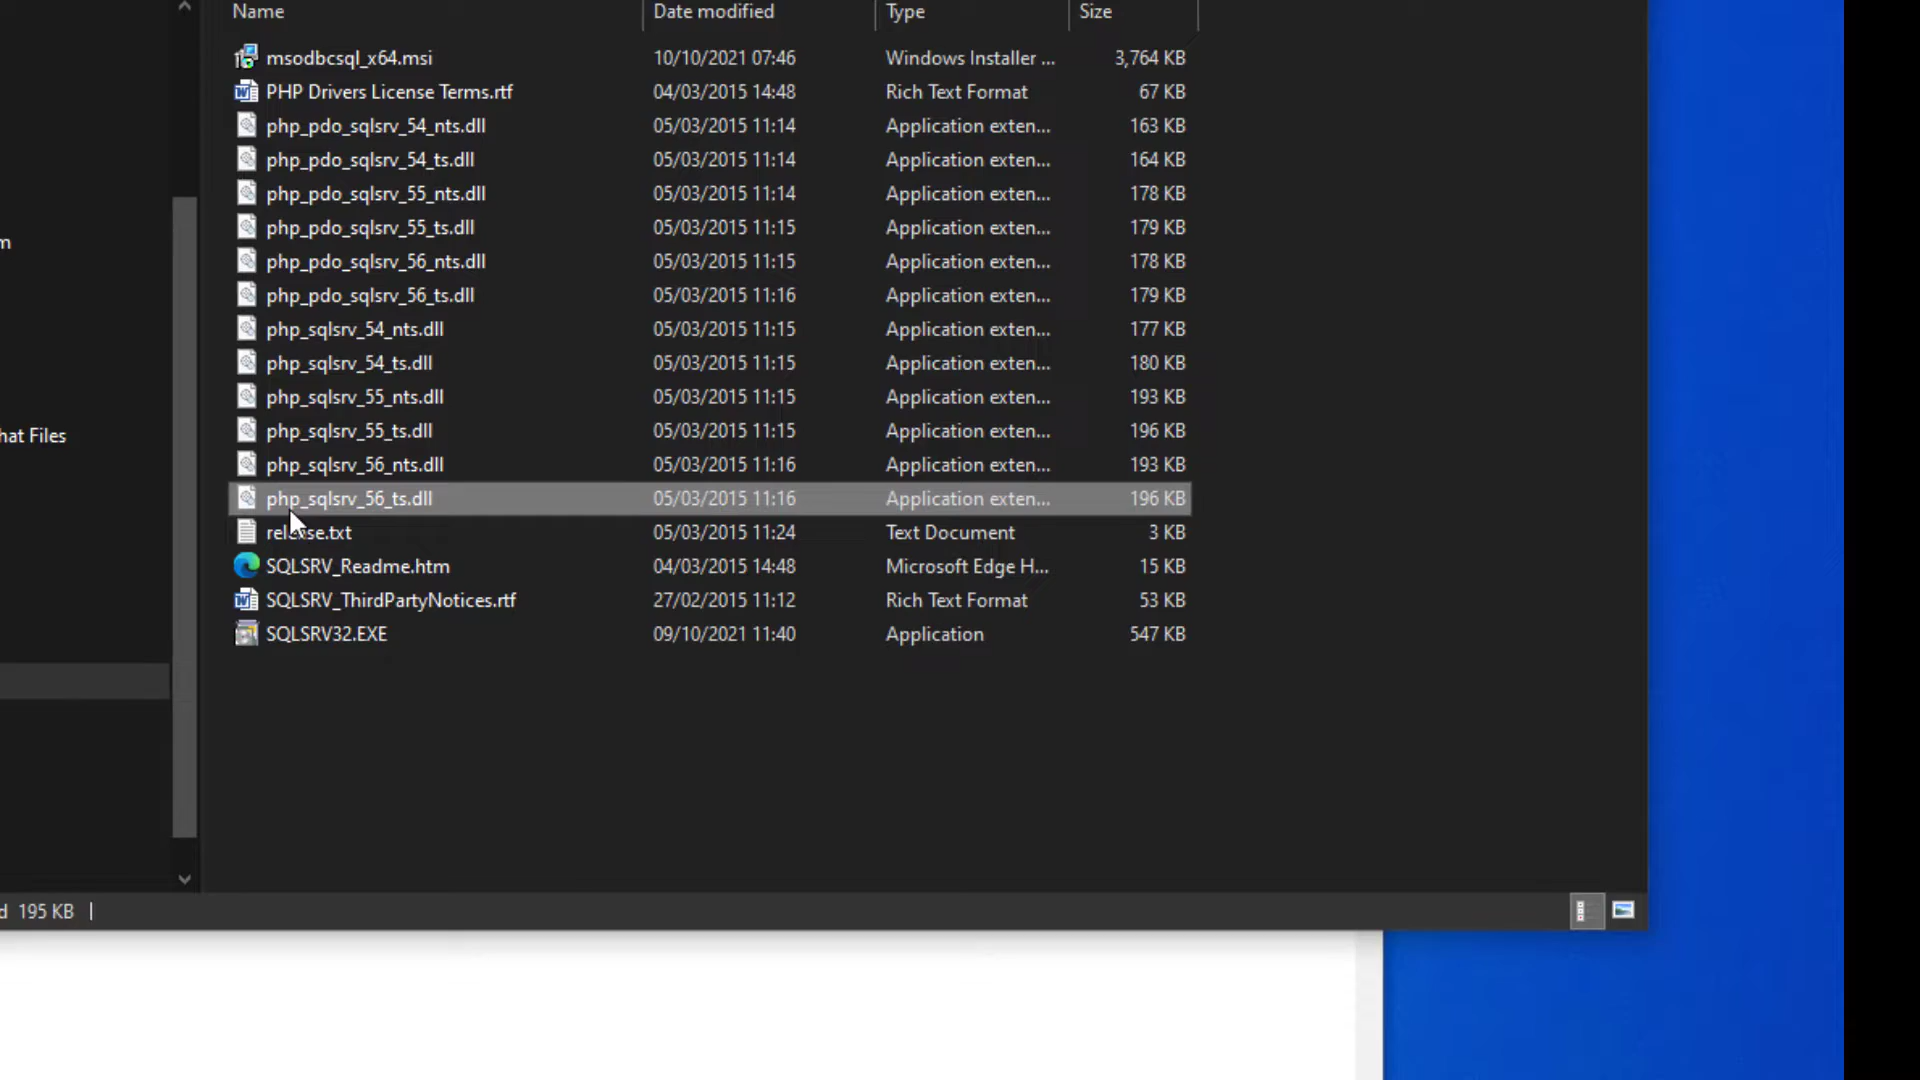 Name Date modified Type Size
msodbcsql_x64.msi 10/10/2021 07:46 Windows Installer ... 3,764 KB
PHP Drivers License Terms.rtf 04/03/2015 14:48 Rich Text Format 67 KB
php_pdo_sqlsrv_54_nts.dll 05/03/2015 11:14 Application exten... 163 KB
php_pdo_sqlsrv_54_ts.dll 05/03/2015 11:14 Application exten... 164 KB
php_pdo_sqlsrv_55_nts.dll 05/03/2015 11:14 Application exten... 178 KB
m
php_pdo_sqlsrv_55_ts.dll 05/03/2015 11:15 Application exten... 179 KB
php_pdo_sqlsrv_56_nts.dll 05/03/2015 11:15 Application exten... 178 KB
php_pdo_sqlsrv_56_ts.dll 05/03/2015 11:16 Application exten... 179 KB
php_sqlsrv_54_nts.dll 05/03/2015 11:15 Application exten... 177 KB
php_sqlsrv_54_ts.dll 05/03/2015 11:15 Application exten... 180 KB
php_sqlsrv_55_nts.dll 05/03/2015 11:15 Application exten... 193 KB
hat Files
php_sqlsrv_55_ts.dll 05/03/2015 11:15 Application exten... 196 KB
php_sqlsrv_56_nts.dll 05/03/2015 11:16 Application exten... 193 KB
php_sqlsrv_56_ts.dll 05/03/2015 11:16 Application exten... 196 KB
release.txt 05/03/2015 11:24 Text Document 3 KB
SQLSRV_Readme.htm 04/03/2015 14:48 Microsoft Edge H... 15 KB
SQLSRV_ThirdPartyNotices.rtf 27/02/2015 11:12 Rich Text Format 53 KB
SQLSRV32.EXE 09/10/2021 11:40 Application 547 KB
d 195 KB